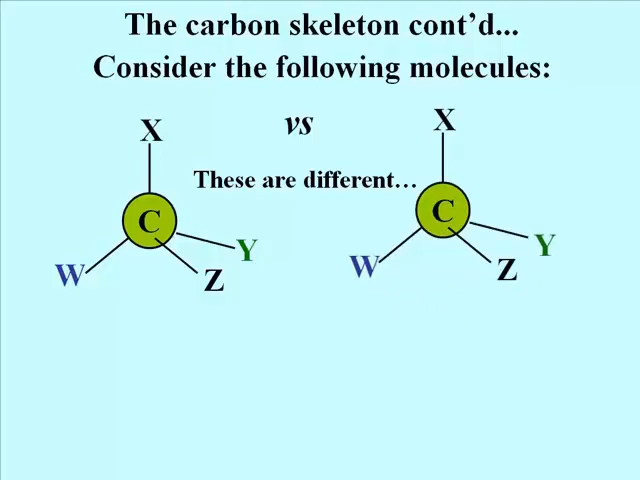 The carbon skeleton cont'd...
Consider the following molecules:
X
vs
X
These are different…
C
C
W
Y
Z
W
Y
Z